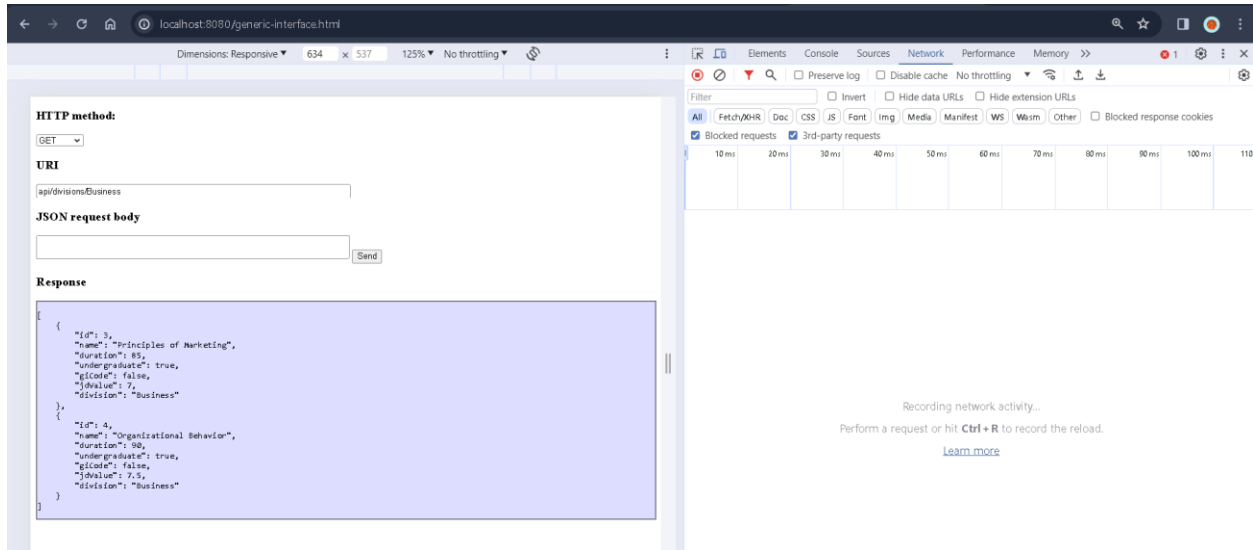 localhost:8080/generic-interface.html
Dimensions: Responsive ▼ 634 x 537 125% ▼ No throttling ▼
HTTP method:
GET
URI
api/divisions/Business
JSON request body
Send
Response
[
    {
        "id": 3,
        "name": "Principles of Marketing",
        "duration": 85,
        "undergraduate": true,
        "giCode": false,
        "jdValue": 7,
        "division": "Business"
    },
    {
        "id": 4,
        "name": "Organizational Behavior",
        "duration": 90,
        "undergraduate": true,
        "giCode": false,
        "jdValue": 7.5,
        "division": "Business"
    }
]
Elements Console Sources Network Performance Memory >> 1
Preserve log Disable cache No throttling ▼
Filter Invert Hide data URLs Hide extension URLs
All Fetch/XHR Doc CSS JS Font Img Media Manifest WS Wasm Other Blocked response cookies
Blocked requests 3rd-party requests
10 ms 20 ms 30 ms 40 ms 50 ms 60 ms 70 ms 80 ms 90 ms 100 ms 110
Recording network activity...
Perform a request or hit Ctrl + R to record the reload.
Learn more